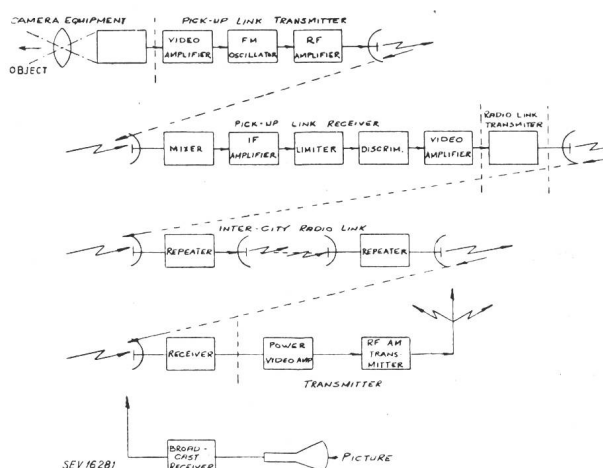 CAMERA EQUIPMENT
PICK-UP LINK TRANSMITTER
VIDEO
AMPLIFIER
FM
OSCILLATOR
RF
AMPLIFIER
OBJECT
PICK-UP LINK RECEIVER
RADIO LINK
TRANSMITER
MIXER
IF
AMPLIFIER
LIMITER
DISCRIM.
VIDEO
AMPLIFIER
INTER-CITY RADIO LINK
REPEATER
REPEATER
RECEIVER
POWER
VIDEO AMP
RF AM
TRANS-
MITTER
TRANSMITTER
BROAD-
CAST
RECEIVER
PICTURE
SEV 16281